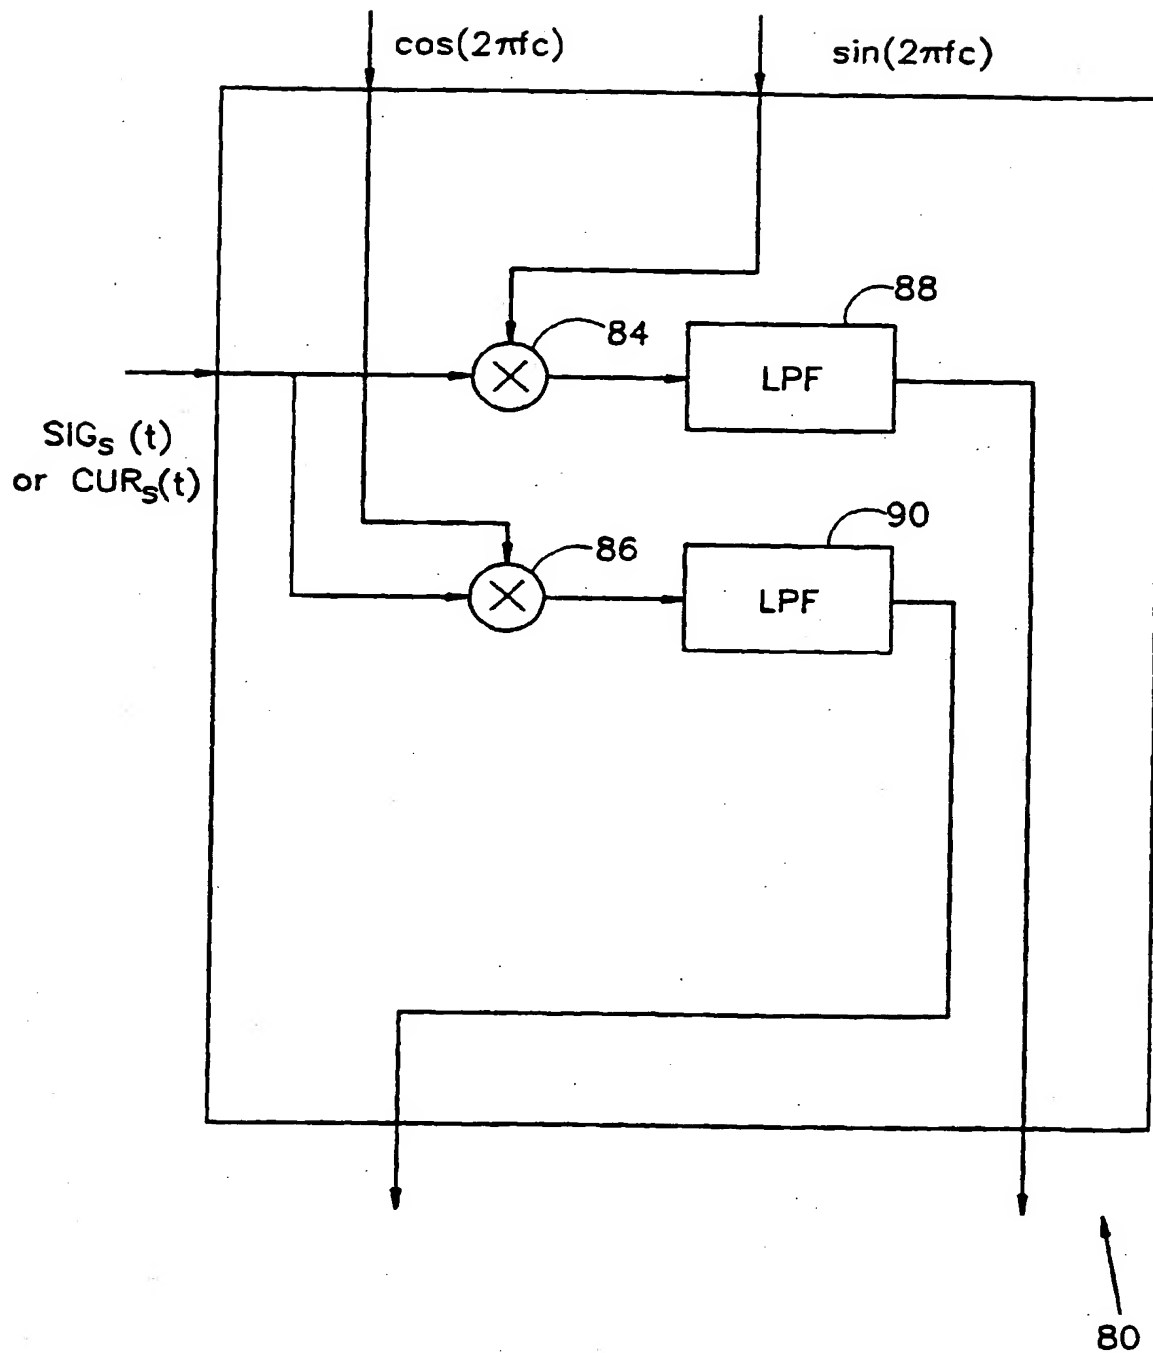 cos(2πfc)
sin(2πfc)
88
84
LPF
SIGS (t)
or CURS(t)
90
86
LPF
80